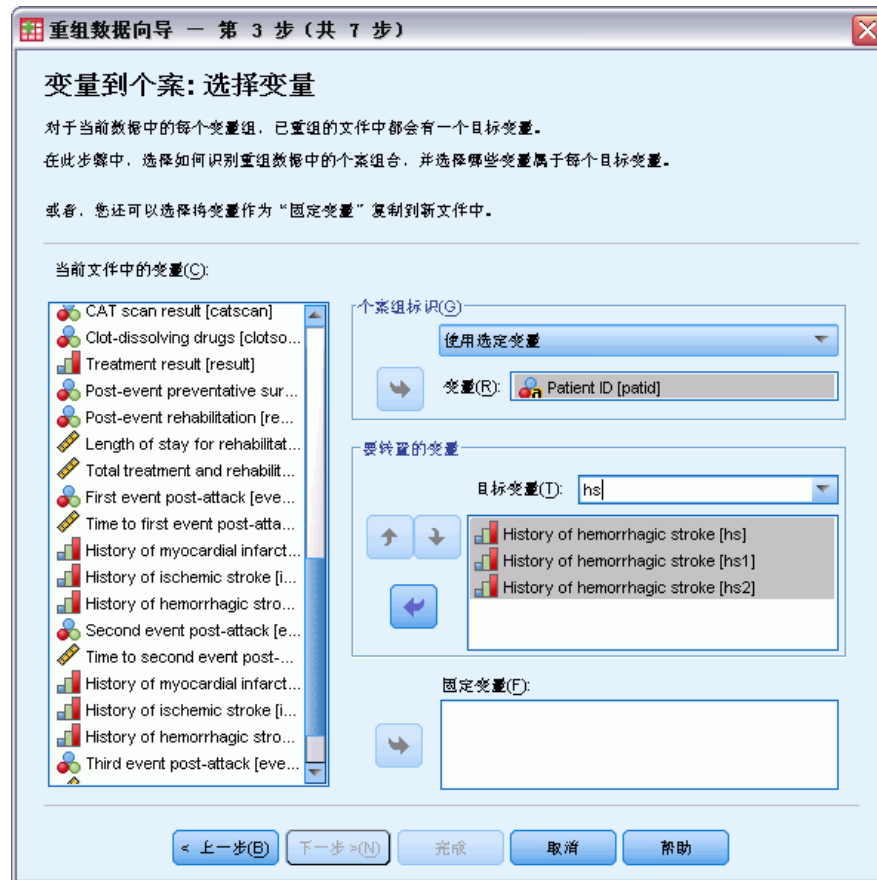 重组数据向导 － 第 3 步(共 7 步)
变量到个案: 选择变量
对于当前数据中的每个变量组，已重组的文件中都会有一个目标变量。
在此步骤中，选择如何识别重组数据中的个案组合，并选择哪些变量属于每个目标变量。
或者，您还可以选择将变量作为“固定变量”复制到新文件中。
当前文件中的变量(C):
CAT scan result [catscan]
Clot-dissolving drugs [clotso...
Treatment result [result]
Post-event preventative sur...
Post-event rehabilitation [re...
Length of stay for rehabilitat...
Total treatment and rehabilit...
First event post-attack [eve...
Time to first event post-atta...
History of myocardial infarct...
History of ischemic stroke [i...
History of hemorrhagic stro...
Second event post-attack [e...
Time to second event post-...
History of myocardial infarct...
History of ischemic stroke [i...
History of hemorrhagic stro...
Third event post-attack [eve...
个案组标识(G)
使用选定变量
变量(R):
Patient ID [patid]
要转置的变量
目标变量(T):
hs
History of hemorrhagic stroke [hs]
History of hemorrhagic stroke [hs1]
History of hemorrhagic stroke [hs2]
固定变量(F):
< 上一步(B)
下一步 >(N)
完成
取消
帮助